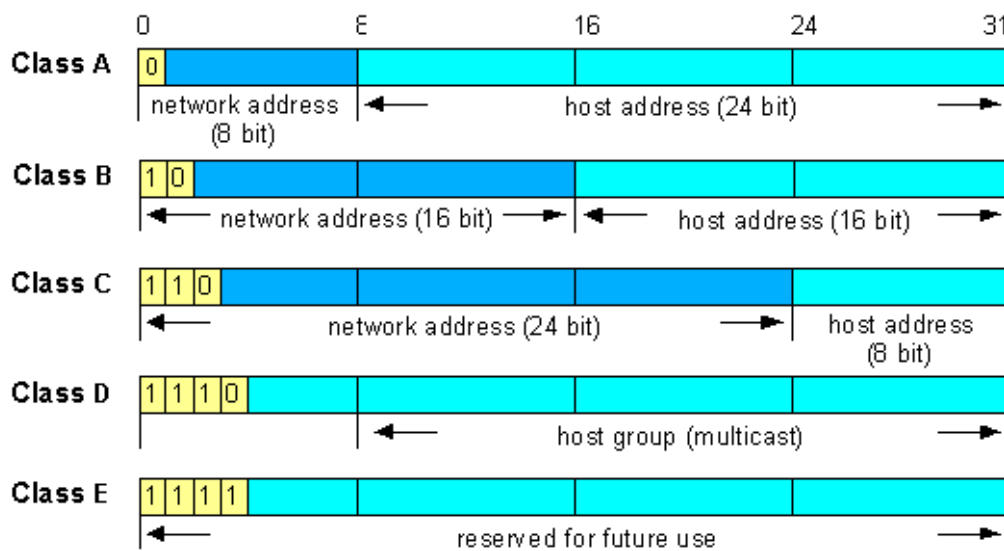 0 8 16 24 31
Class A 0
network address host address (24 bit)
(8 bit)
Class B 1 0
network address (16 bit) host address (16 bit)
Class C 1 1 0
network address (24 bit) host address
(8 bit)
Class D 1 1 1 0
host group (multicast)
Class E 1 1 1 1
reserved for future use